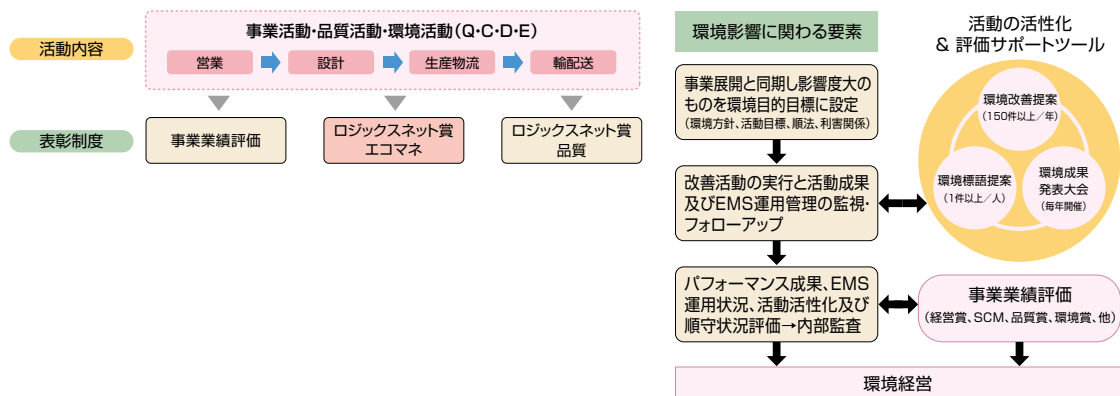 活動内容
事業活動・品質活動・環境活動(Q・C・D・E)
営業
設計
生産物流
輸配送
表彰制度
事業業績評価
ロジックスネット賞
エコマネ
ロジックスネット賞
品質
環境影響に関わる要素
事業展開と同期し影響度大の
ものを環境目的目標に設定
(環境方針、活動目標、順法、利害関係)
改善活動の実行と活動成果
及びEMS運用管理の監視・
フォローアップ
パフォーマンス成果、EMS
運用状況、活動活性化及び
順守状況評価→内部監査
活動の活性化
& 評価サポートツール
環境改善提案
(150件以上/年)
環境標語提案
(1件以上/人)
環境成果
発表大会
(毎年開催)
事業業績評価
(経営賞、SCM、品質賞、環境賞、他)
環境経営